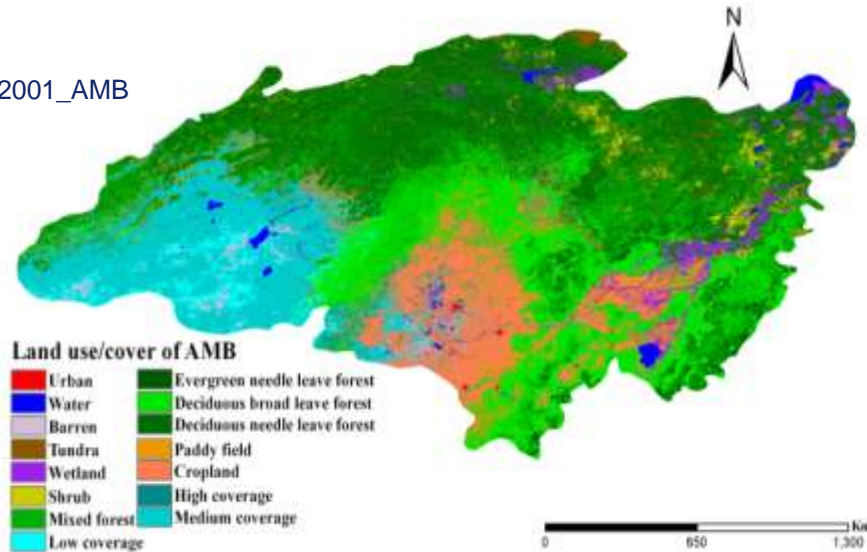 N
2001_AMB
Land use/cover of AMB
Urban
Water
Barren
Tundra
Wetland
Shrub
Mixed forest
Low coverage
Evergreen needle leave forest
Deciduous broad leave forest
Deciduous needle leave forest
Paddy field
Cropland
High coverage
Medium coverage
Km
0 650 1,300